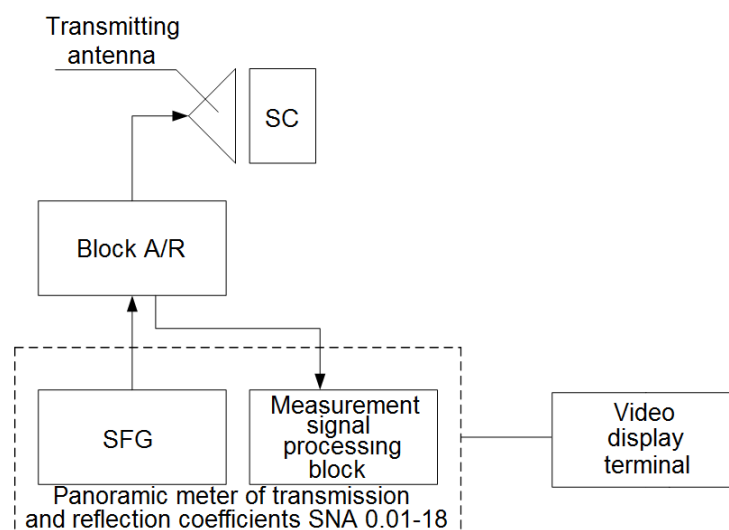 Transmitting
antenna
SC
Block A/R
SFG
Measurement
signal
processing
block
Video
display
terminal
Panoramic meter of transmission
and reflection coefficients SNA 0.01-18